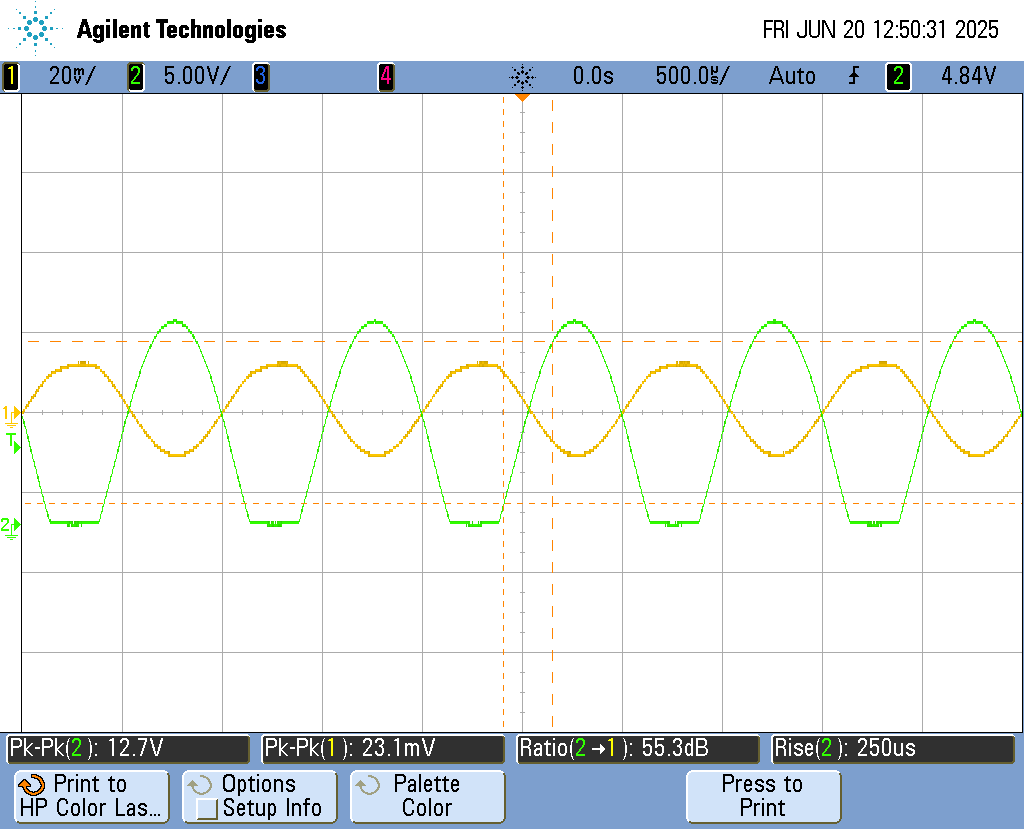 Agilent Technologies FRI JUN 20 12:50:31 2025
1 20mV/ 2 5.00V/ 3 4 0.0s 500.0us/ Auto 2 4.84V
1
T
2
Pk-Pk(2): 12.7V Pk-Pk(1): 23.1mV Ratio(2→1): 55.3dB Rise(2): 250us
Print to Options Palette Press to
HP Color Las... Setup Info Color Print